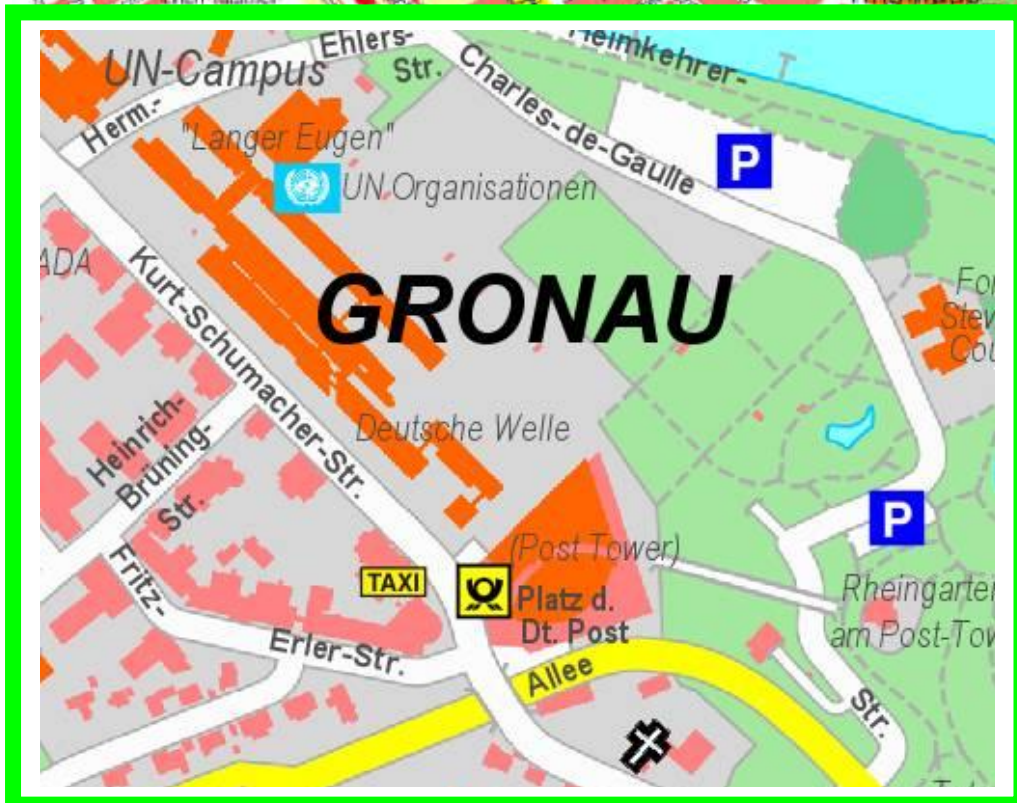 UN-Campus
Ehlers-
Str.
Heimkehrer-
Herm.-
Charles-de-Gaulle
"Langer Eugen"
P
UN Organisationen
ADA
Kurt-Schumacher-Str.
GRONAU
Deutsche Welle
Heinrich-
Brüning-
Str.
P
(Post Tower)
Fritz-
TAXI
Platz d.
Dt. Post
Rheingarten
am Post-Tow
Erler-Str.
Allee
Str.